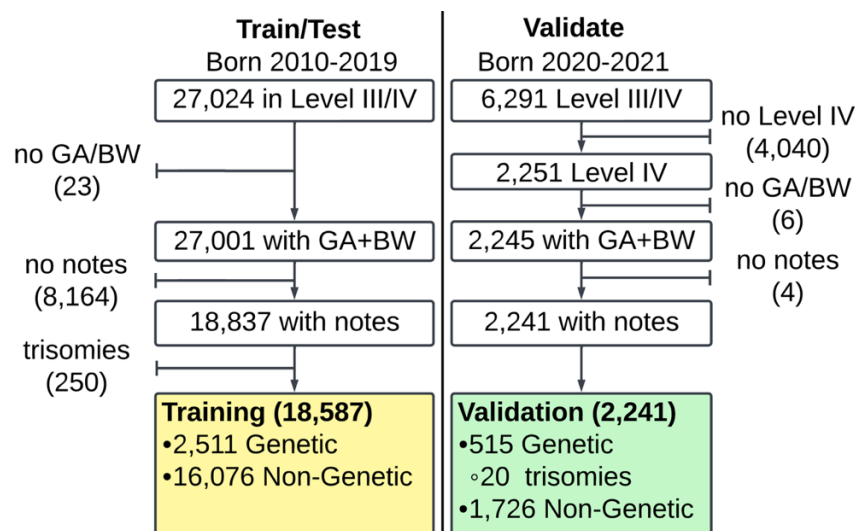 Train/Test
Born 2010-2019
27,024 in Level III/IV
no GA/BW
(23)
27,001 with GA+BW
no notes
(8,164)
18,837 with notes
trisomies
(250)
Training (18,587)
•2,511 Genetic
•16,076 Non-Genetic
Validate
Born 2020-2021
6,291 Level III/IV
no Level IV
(4,040)
2,251 Level IV
no GA/BW
(6)
2,245 with GA+BW
no notes
(4)
2,241 with notes
Validation (2,241)
•515 Genetic
◦20 trisomies
•1,726 Non-Genetic